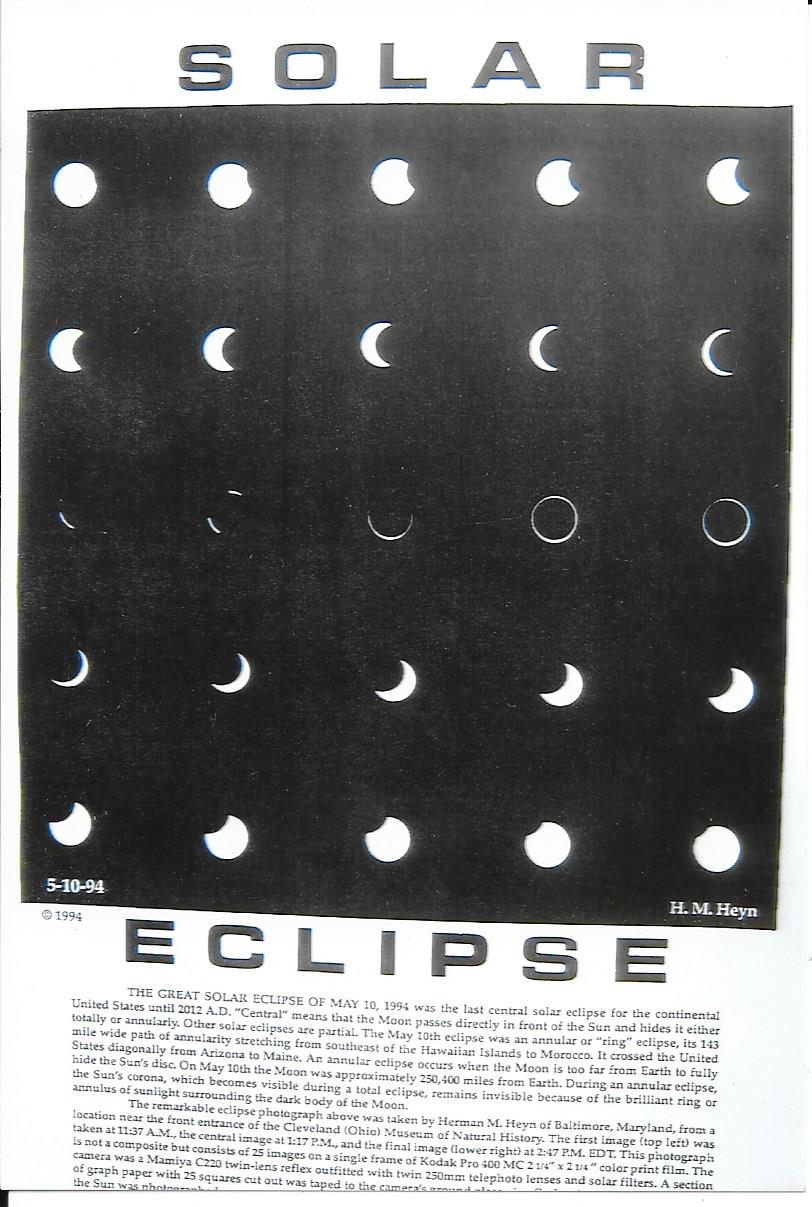 SOLAR
5-10-94
H. M. Heyn
© 1994
ECLIPSE
THE GREAT SOLAR ECLIPSE OF MAY 10, 1994 was the last central solar eclipse for the continental
United States until 2012 A.D. "Central" means that the Moon passes directly in front of the Sun and hides it either
totally or annularly. Other solar eclipses are partial. The May 10th eclipse was an annular or "ring" eclipse, its 143
mile wide path of annularity stretching from southeast of the Hawaiian Islands to Morocco. It crossed the United
States diagonally from Arizona to Maine. An annular eclipse occurs when the Moon is too far from Earth to fully
hide the Sun's disc. On May 10th the Moon was approximately 250,400 miles from Earth. During an annular eclipse,
the Sun's corona, which becomes visible during a total eclipse, remains invisible because of the brilliant ring or
annulus of sunlight surrounding the dark body of the Moon.
The remarkable eclipse photograph above was taken by Herman M. Heyn of Baltimore, Maryland, from a
location near the front entrance of the Cleveland (Ohio) Museum of Natural History. The first image (top left) was
taken at 11:37 A.M., the central image at 1:17 P.M., and the final image (lower right) at 2:47 P.M. EDT. This photograph
is not a composite but consists of 25 images on a single frame of Kodak Pro 400 MC 2 1/4" x 2 1/4" color print film. The
camera was a Mamiya C220 twin-lens reflex outfitted with twin 250mm telephoto lenses and solar filters. A section
of graph paper with 25 squares cut out was taped to the camera's ground
the Sun was